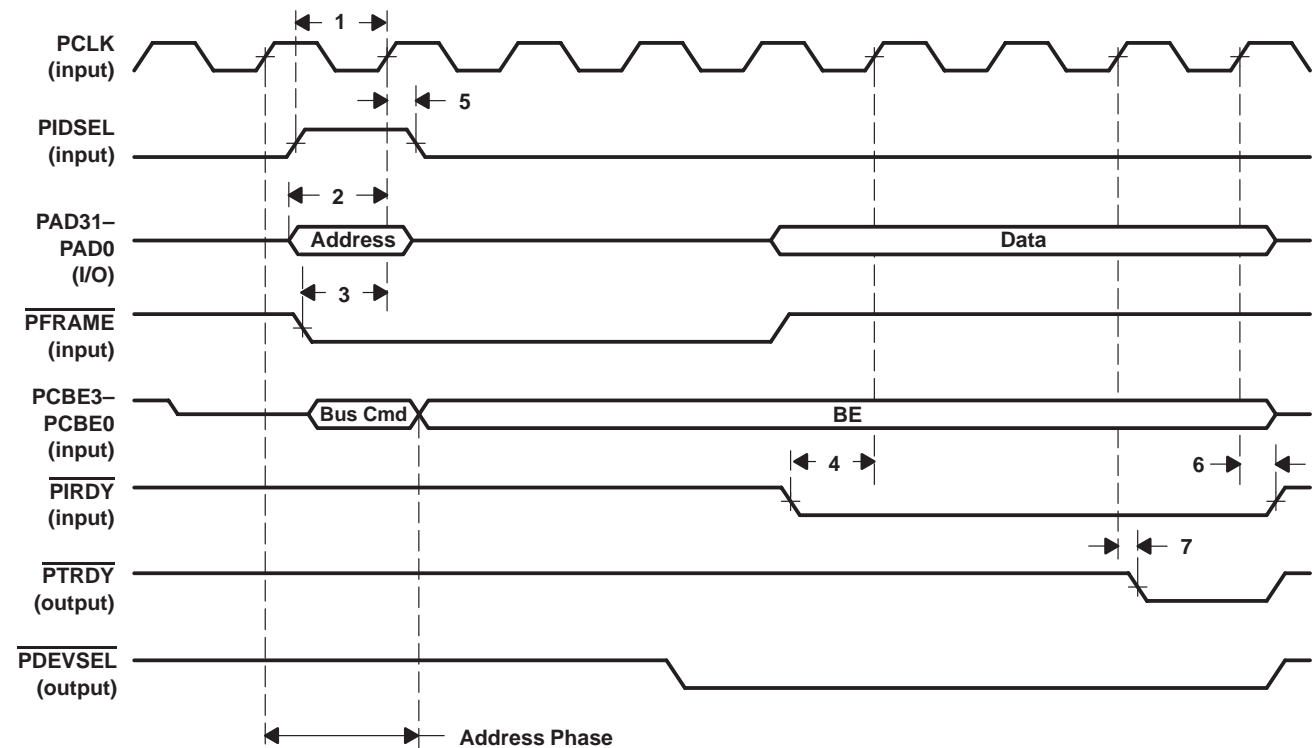 1
PCLK
(input)
5
PIDSEL
(input)
2
PAD31–
PAD0
(I/O)
Address
Data
3
PFRAME
(input)
PCBE3–
PCBE0
(input)
Bus Cmd
BE
4
6
PIRDY
(input)
7
PTRDY
(output)
PDEVSEL
(output)
Address Phase